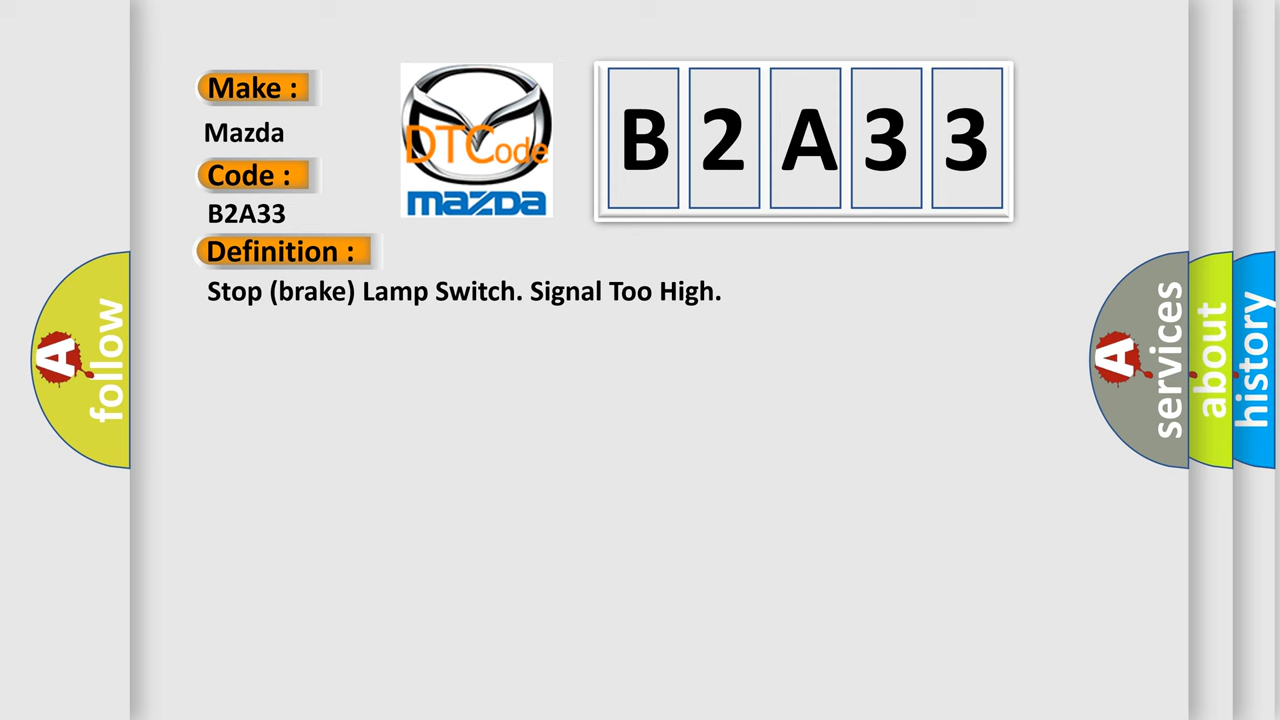 Make :
Mazda
Code :
B2A33
Definition :
Stop (brake) Lamp Switch. Signal Too High.
DTCode
mazda
B 2 A 3 3
A follow
A services
about
history